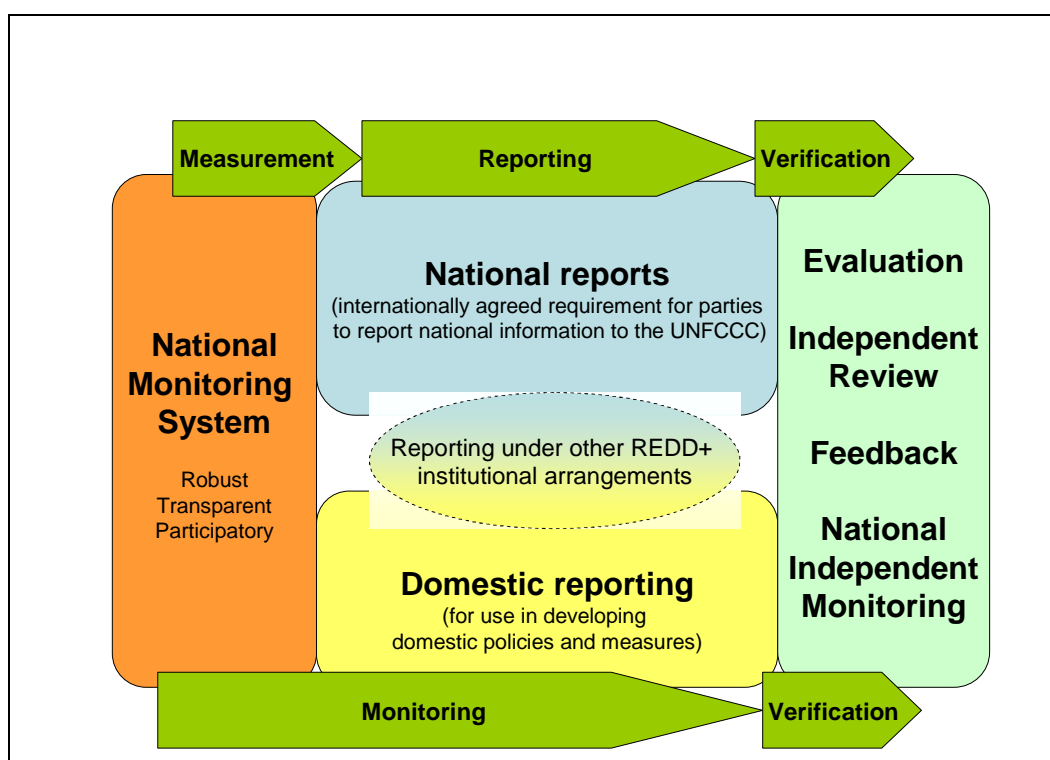 Measurement
Reporting
Verification
National
Monitoring
System
Robust
Transparent
Participatory
National reports
(internationally agreed requirement for parties
to report national information to the UNFCCC)
Reporting under other REDD+
institutional arrangements
Domestic reporting
(for use in developing
domestic policies and measures)
Evaluation
Independent
Review
Feedback
National
Independent
Monitoring
Monitoring
Verification